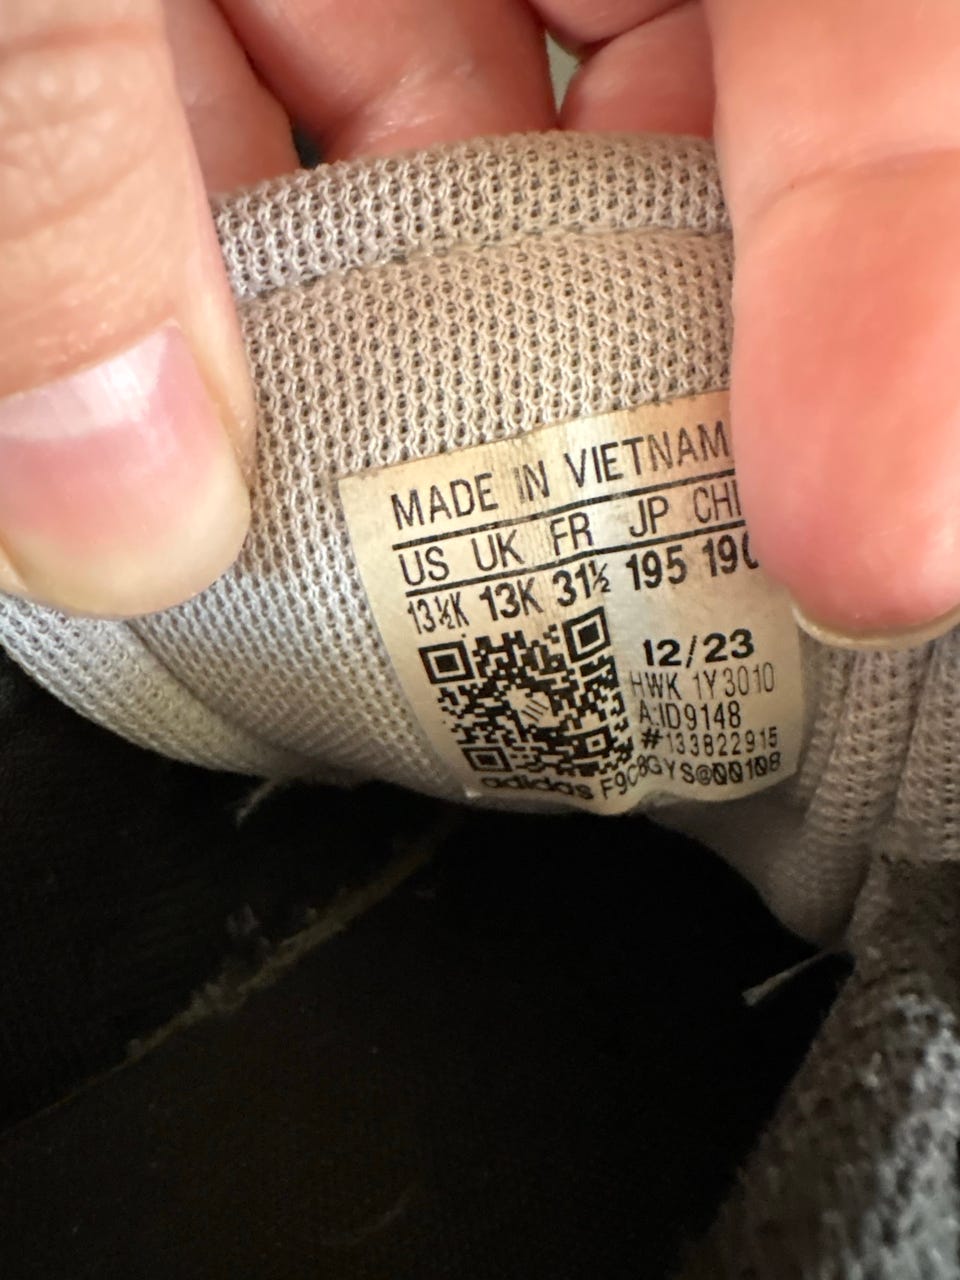 MADE IN VIETNAM
US UK FR JP CHI
13½K 13K 31½ 195 190
12/23
HWK 1Y3010
A:ID9148
#133822915
adidas F9C8GYS@00108